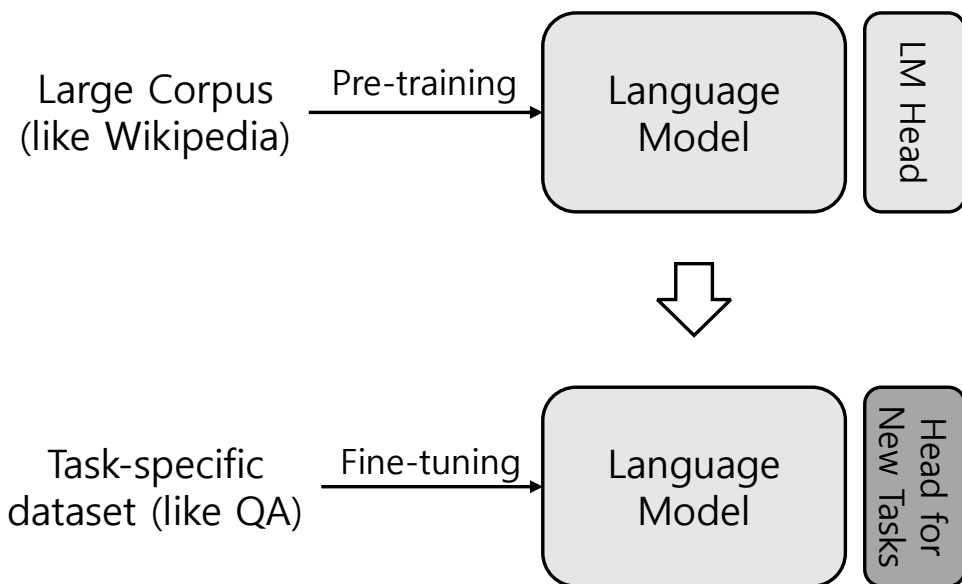 Large Corpus
(like Wikipedia)
Pre-training
Language
Model
LM Head
Task-specific
dataset (like QA)
Fine-tuning
Language
Model
Head for
New Tasks